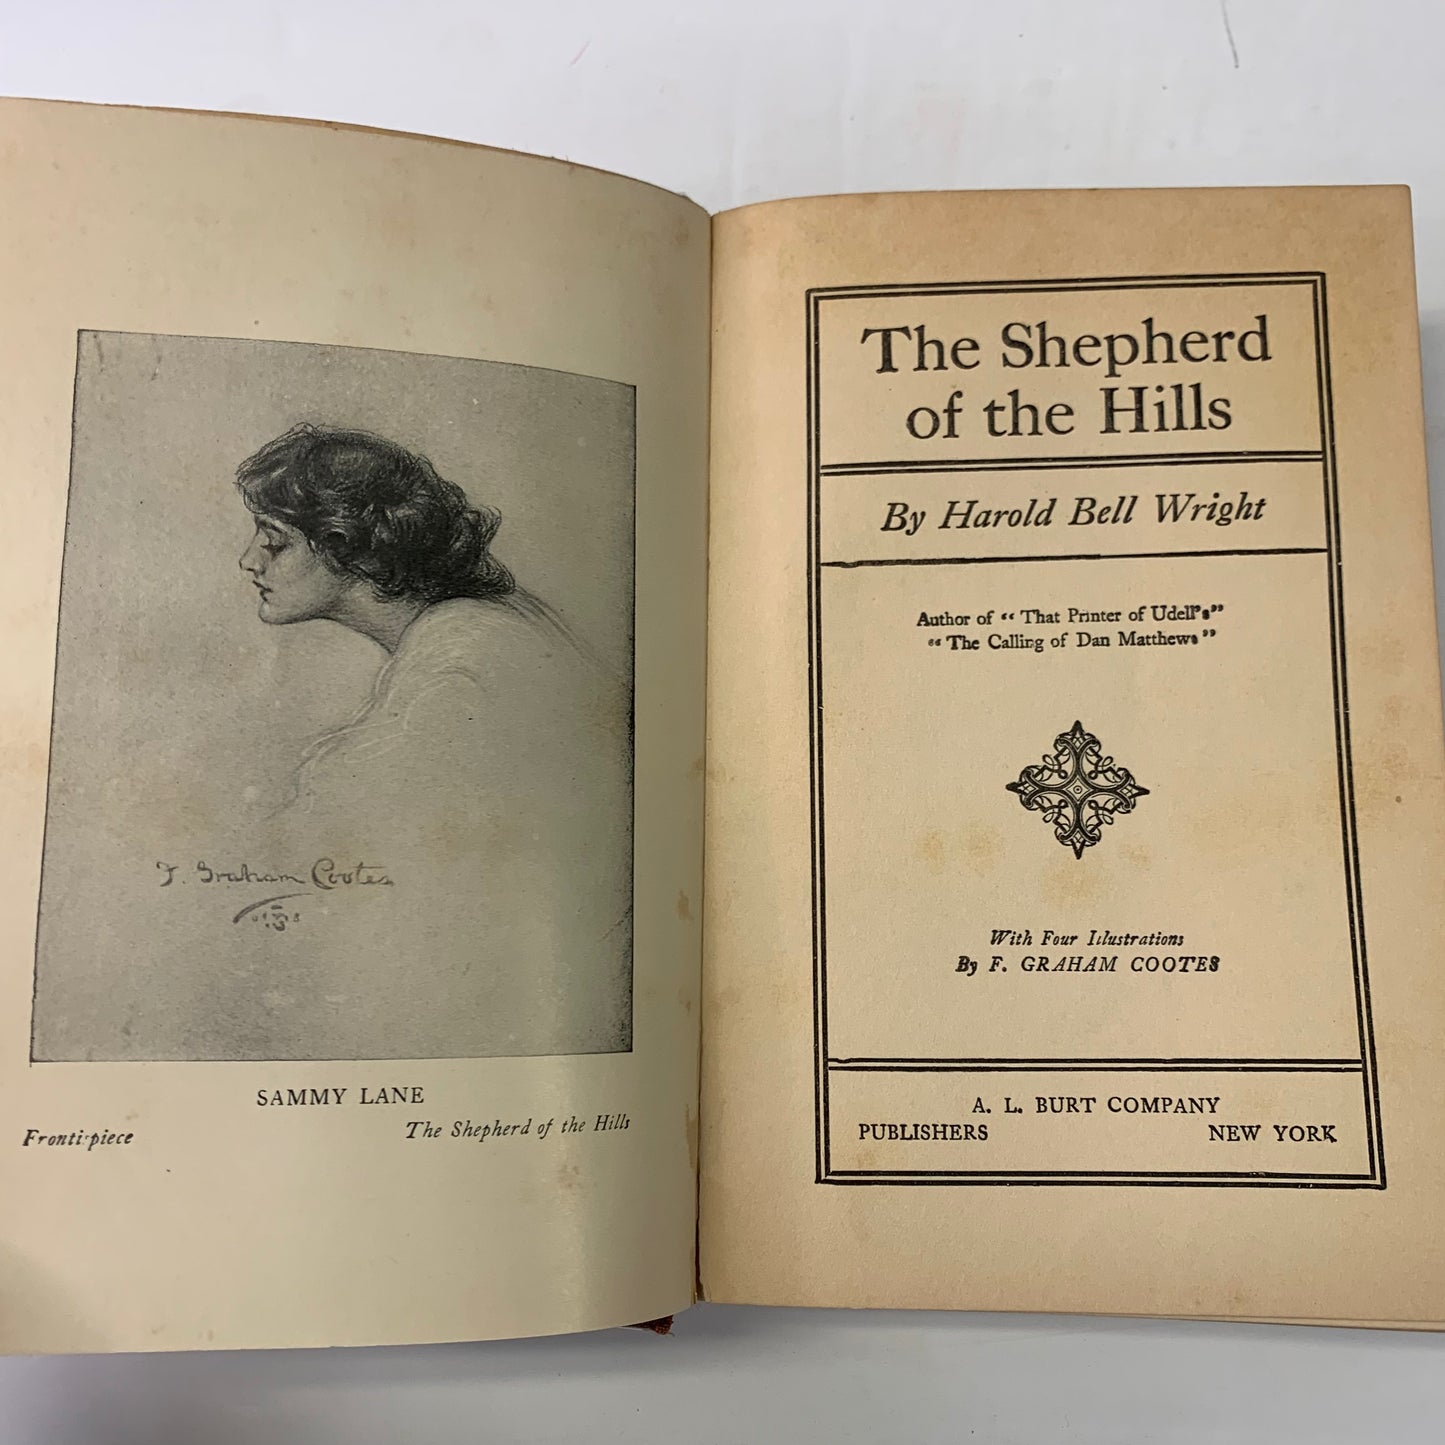 F. Graham Cootes
SAMMY LANE
Frontispiece
The Shepherd of the Hills
The Shepherd
of the Hills
By Harold Bell Wright
Author of “ That Printer of Udell’s”
“ The Calling of Dan Matthews”
With Four Illustrations
By F. GRAHAM COOTES
A. L. BURT COMPANY
PUBLISHERS NEW YORK